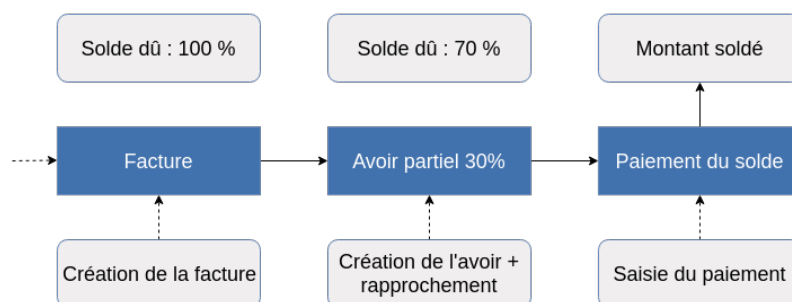 Solde dû : 100 %
Solde dû : 70 %
Montant soldé
Facture
Avoir partiel 30%
Paiement du solde
Création de la facture
Création de l'avoir +
rapprochement
Saisie du paiement